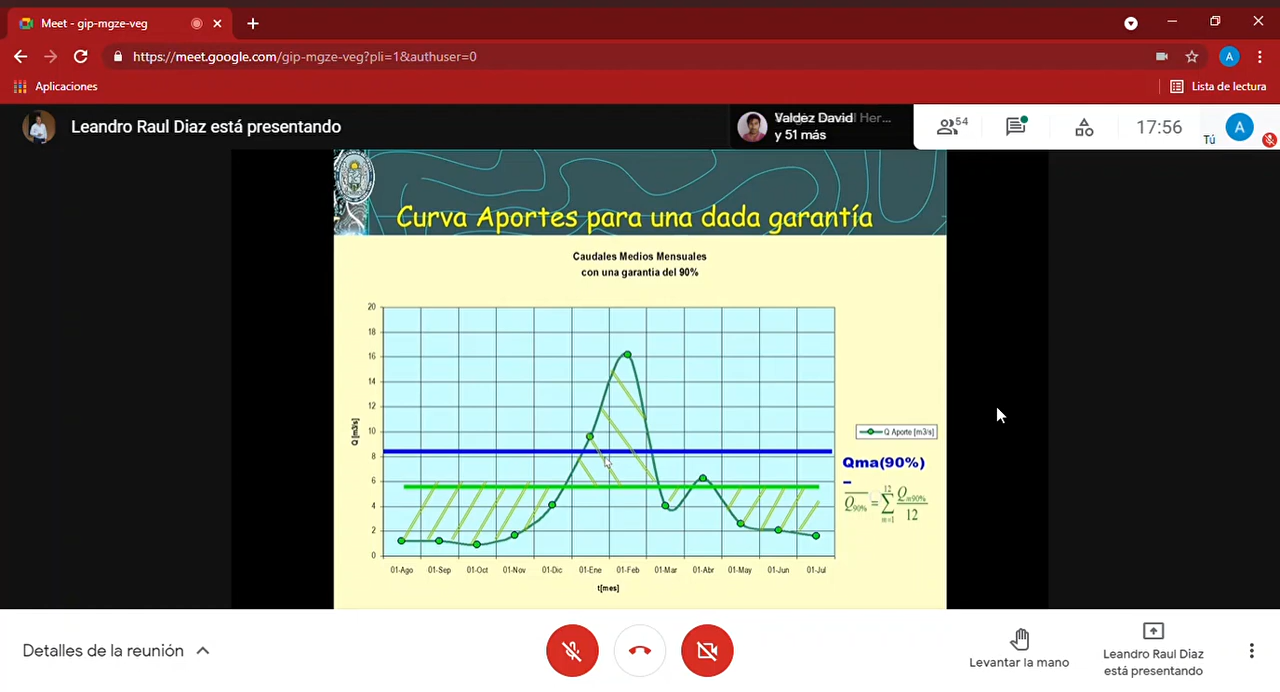 Meet - gip-mgze-veg
https://meet.google.com/gip-mgze-veg?pli=1&authuser=0
A
Aplicaciones
Lista de lectura
Leandro Raul Diaz está presentando
Valdez David
y 51 más
54
17:56
Tú
A
Curva Aportes para una dada garantía
Caudales Medios Mensuales
con una garantía del 90%
20
18
16
14
12
10
8
6
4
2
0
Q [m3/s]
01-Ago 01-Sep 01-Oct 01-Nov 01-Dic 01-Ene 01-Feb 01-Mar 01-Abr 01-May 01-Jun 01-Jul
t[mes]
Q Aporte [m3/s]
Qma(90%)
Q90% = 12 ∑ m=1 Qm90% / 12
Detalles de la reunión
Levantar la mano
Leandro Raul Diaz
está presentando